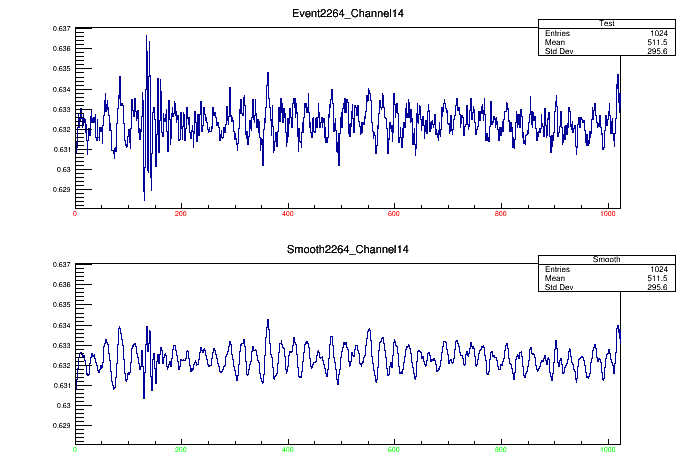 Event2264_Channel14
Test
Entries 1024
Mean 511.5
Std Dev 295.6
0.637
0.636
0.635
0.634
0.633
0.632
0.631
0.63
0.629
0 200 400 600 800 1000
Smooth2264_Channel14
Smooth
Entries 1024
Mean 511.5
Std Dev 295.6
0.637
0.636
0.635
0.634
0.633
0.632
0.631
0.63
0.629
0 200 400 600 800 1000